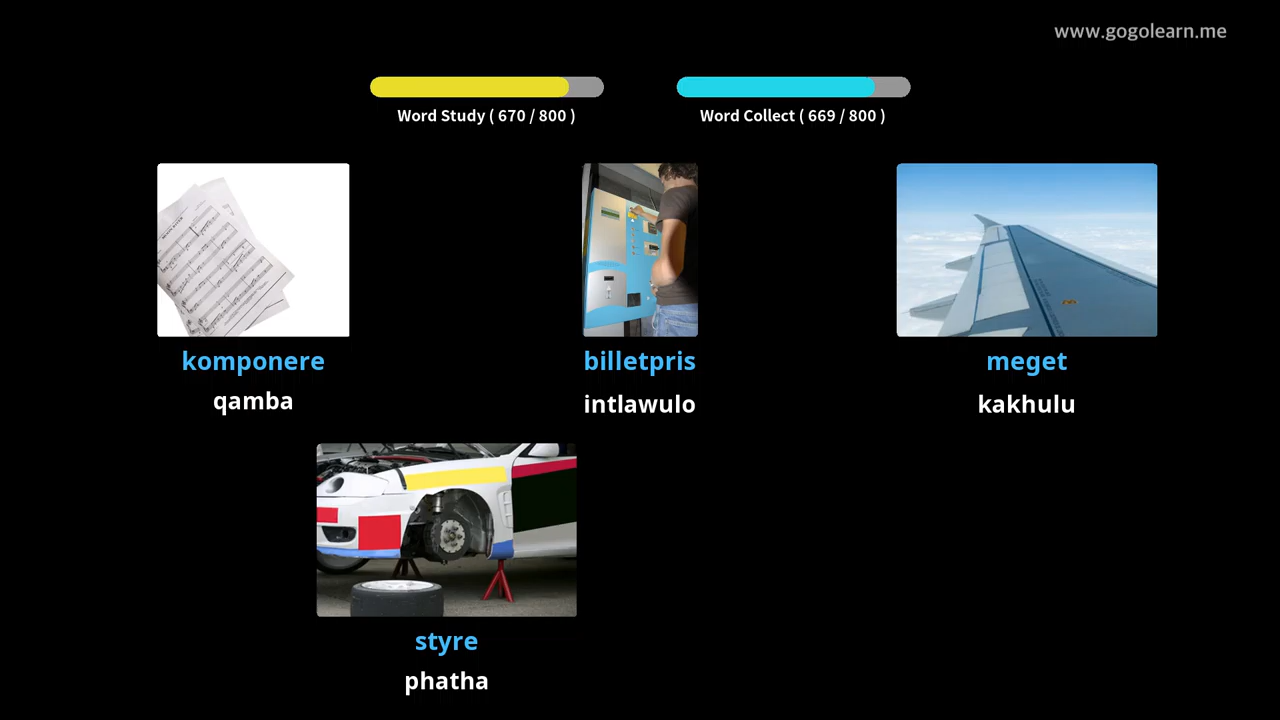 www.gogolearn.me
Word Study ( 670 / 800 )
Word Collect ( 669 / 800 )
komponere
qamba
billetpris
intlawulo
meget
kakhulu
styre
phatha